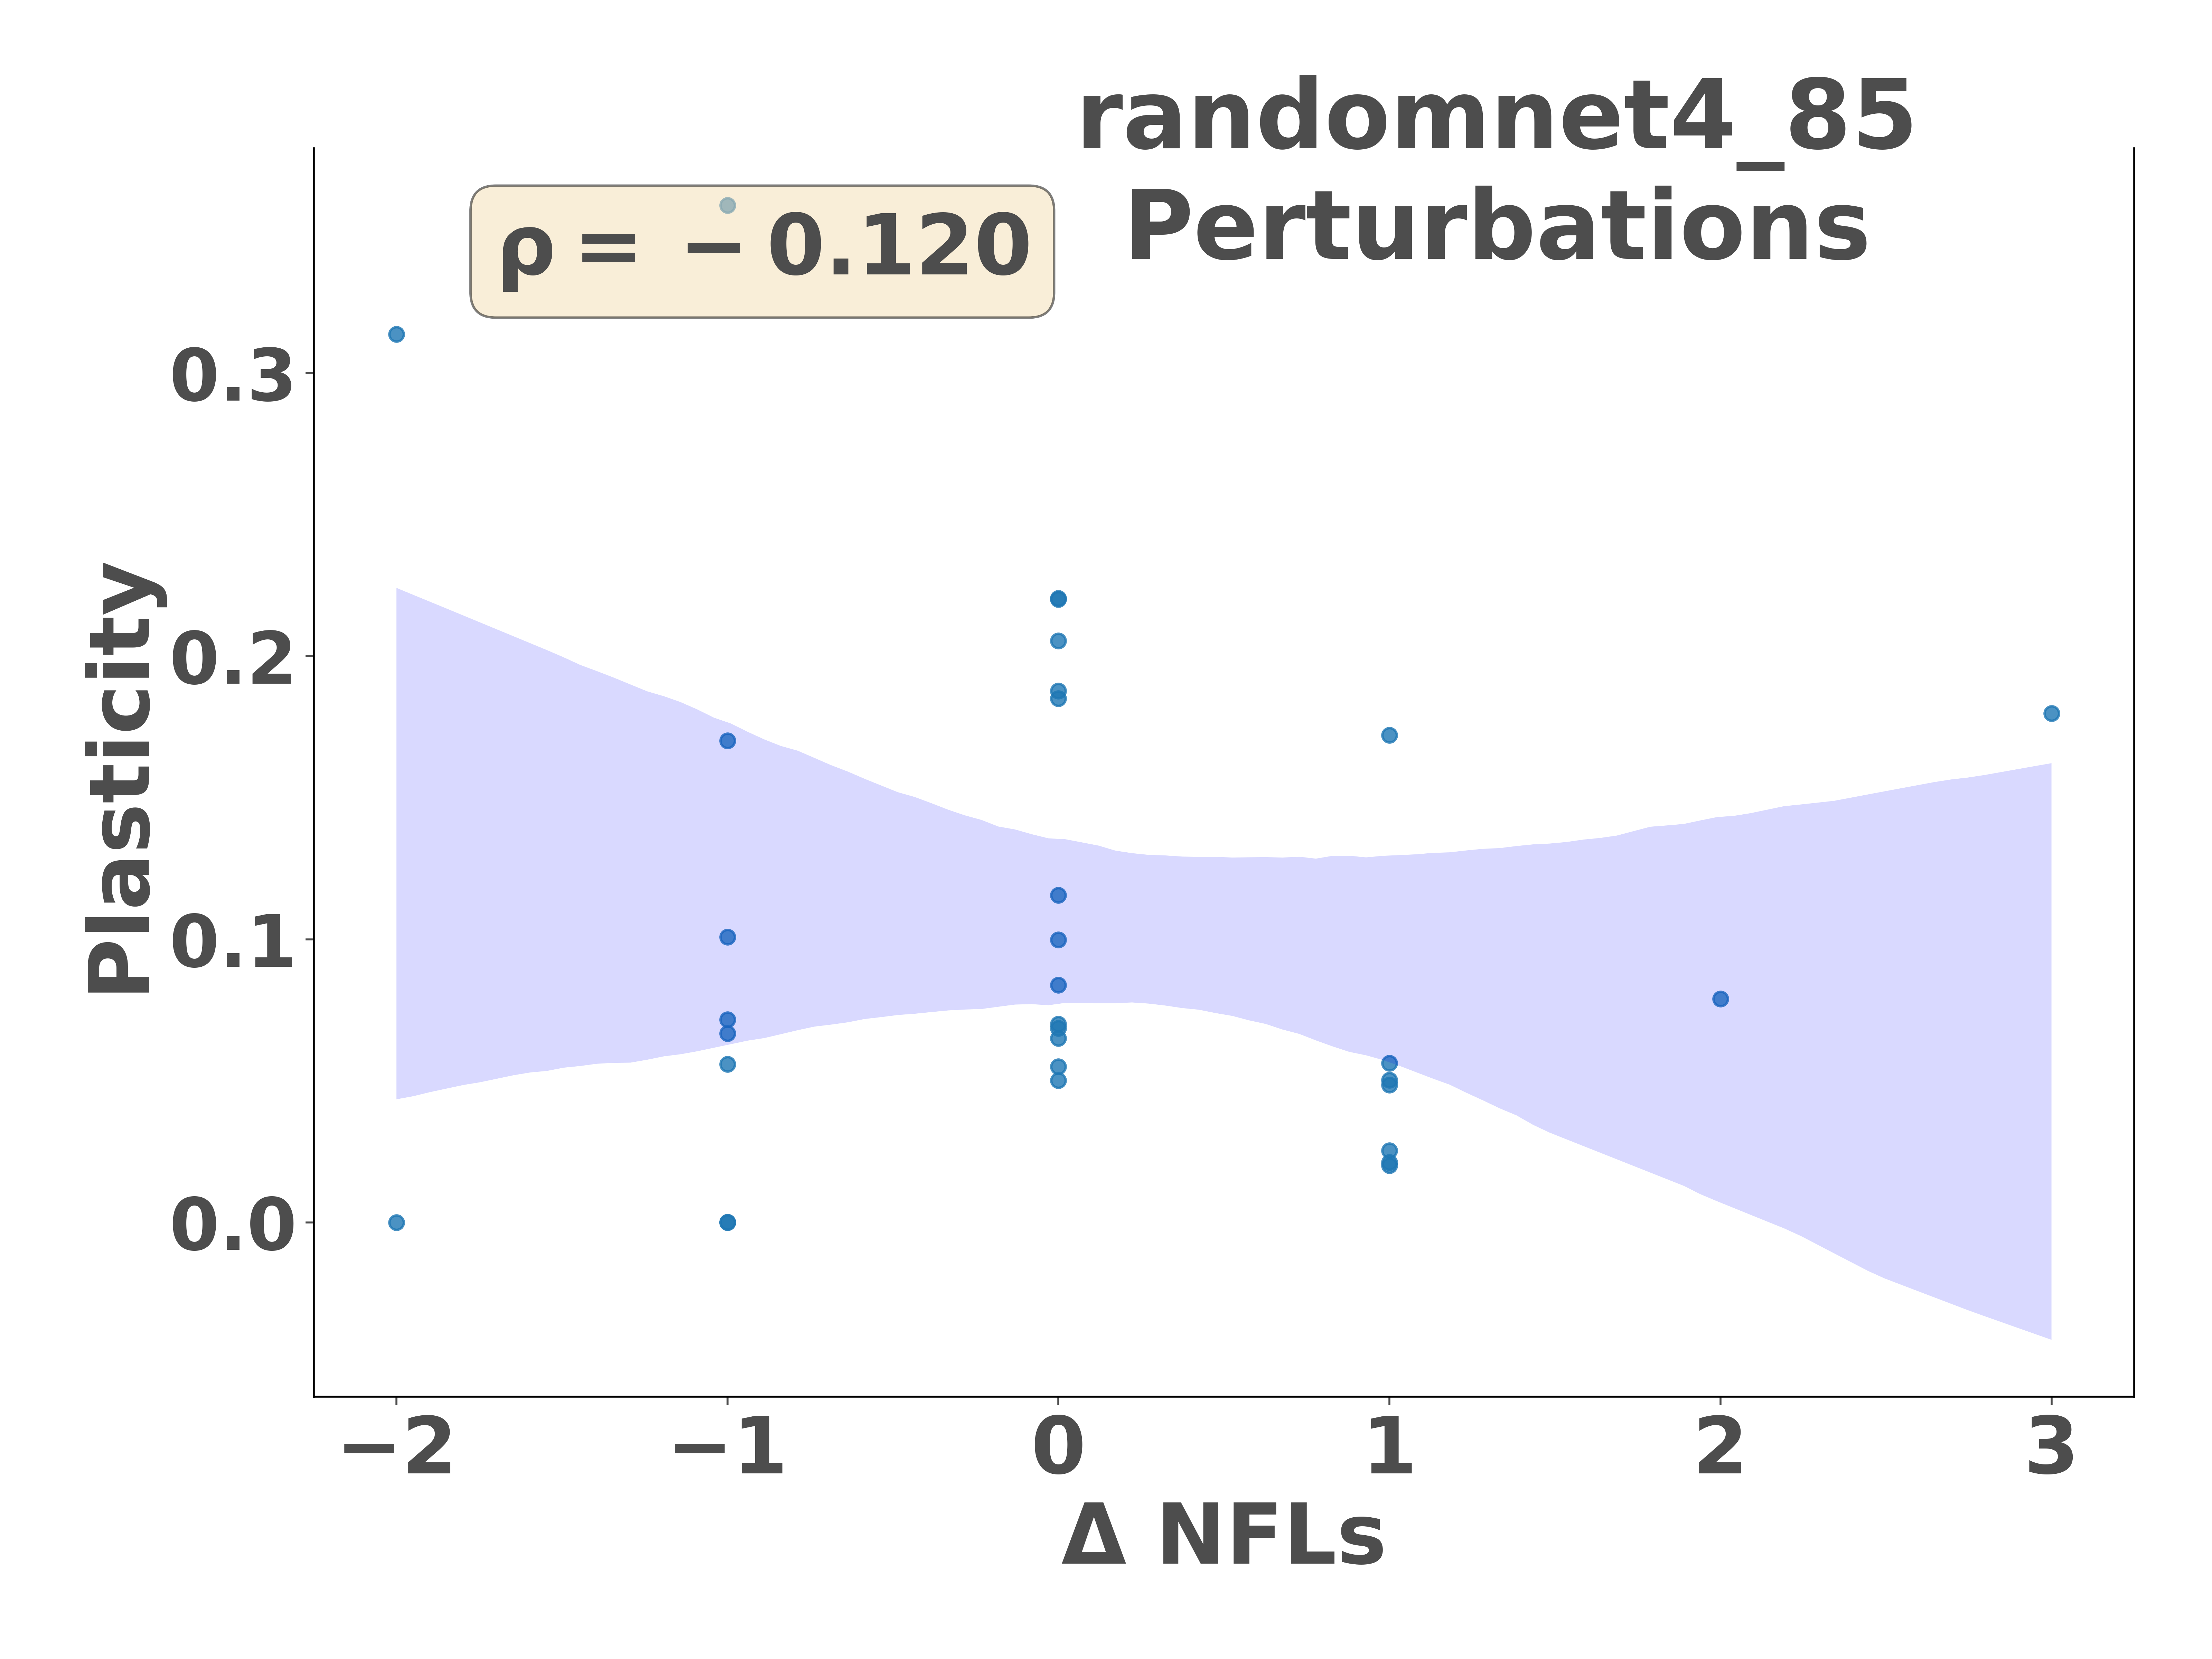 randomnet4_85
Perturbations
ρ = −0.120
Plasticity
0.3
0.2
0.1
0.0
−2 −1 0 1 2 3
Δ NFLs